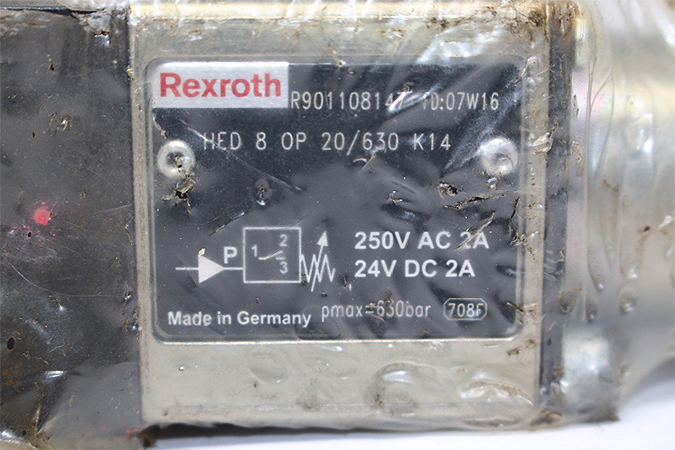 Rexroth
R901108147 FD:07W16
HED 8 OP 20/630 K14
P
2
1
3
250V AC 2A
24V DC 2A
Made in Germany pmax=630bar 708F